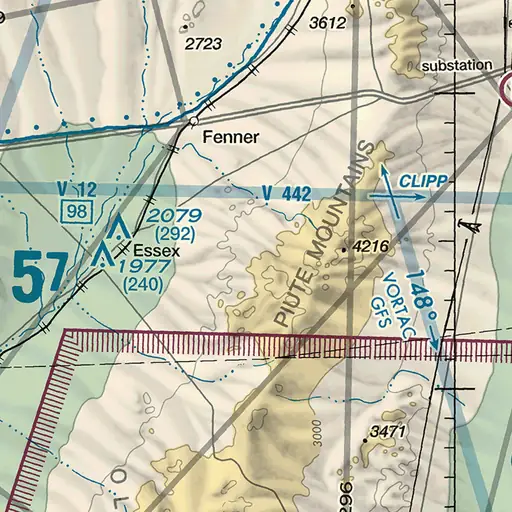 3612
2723
substation
Fenner
CLIPP
V 12
V 442
98
2079
(292)
PIUTE MOUNTAINS
4216
Essex
1977
(240)
57
148°
VORTAC
GFS
3000
3471
296